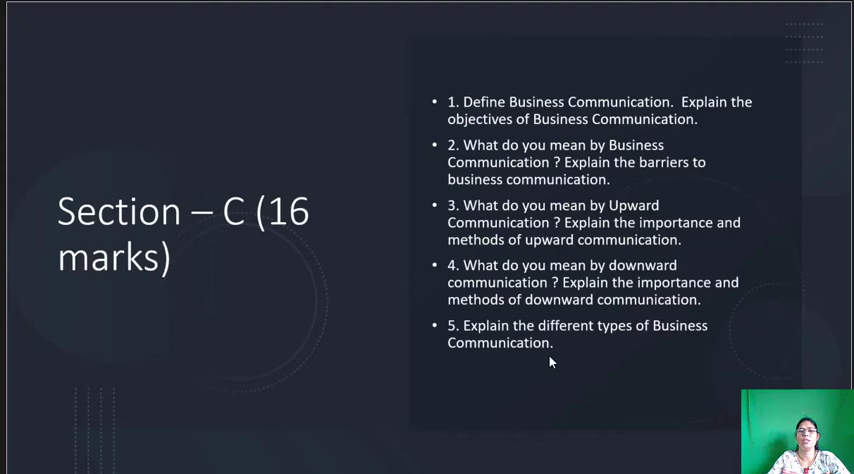 Section – C (16
marks)
• 1. Define Business Communication.  Explain the
objectives of Business Communication.
• 2. What do you mean by Business
Communication ? Explain the barriers to
business communication.
• 3. What do you mean by Upward
Communication ? Explain the importance and
methods of upward communication.
• 4. What do you mean by downward
communication ? Explain the importance and
methods of downward communication.
• 5. Explain the different types of Business
Communication.